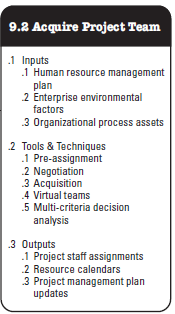 9.2 Acquire Project Team
.1 Inputs
.1 Human resource management
plan
.2 Enterprise environmental
factors
.3 Organizational process assets
.2 Tools & Techniques
.1 Pre-assignment
.2 Negotiation
.3 Acquisition
.4 Virtual teams
.5 Multi-criteria decision
analysis
.3 Outputs
.1 Project staff assignments
.2 Resource calendars
.3 Project management plan
updates